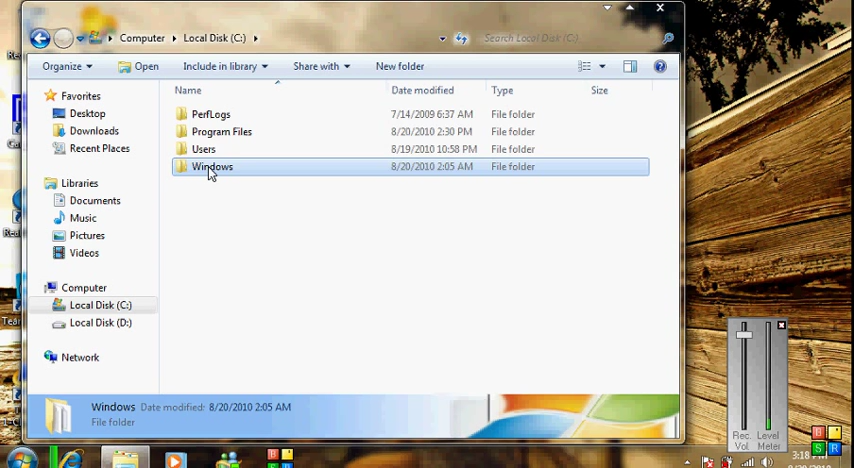 Computer Local Disk (C:)
Search Local Disk (C:)
Organize Open Include in library Share with New folder
Name Date modified Type Size
Favorites
Desktop
Downloads
Recent Places
Libraries
Documents
Music
Pictures
Videos
Computer
Local Disk (C:)
Local Disk (D:)
Network
PerfLogs 7/14/2009 6:37 AM File folder
Program Files 8/20/2010 2:30 PM File folder
Users 8/19/2010 10:58 PM File folder
Windows 8/20/2010 2:05 AM File folder
Windows Date modified: 8/20/2010 2:05 AM
File folder
Rec. Level
Vol. Meter
B
S R
3:18 PM